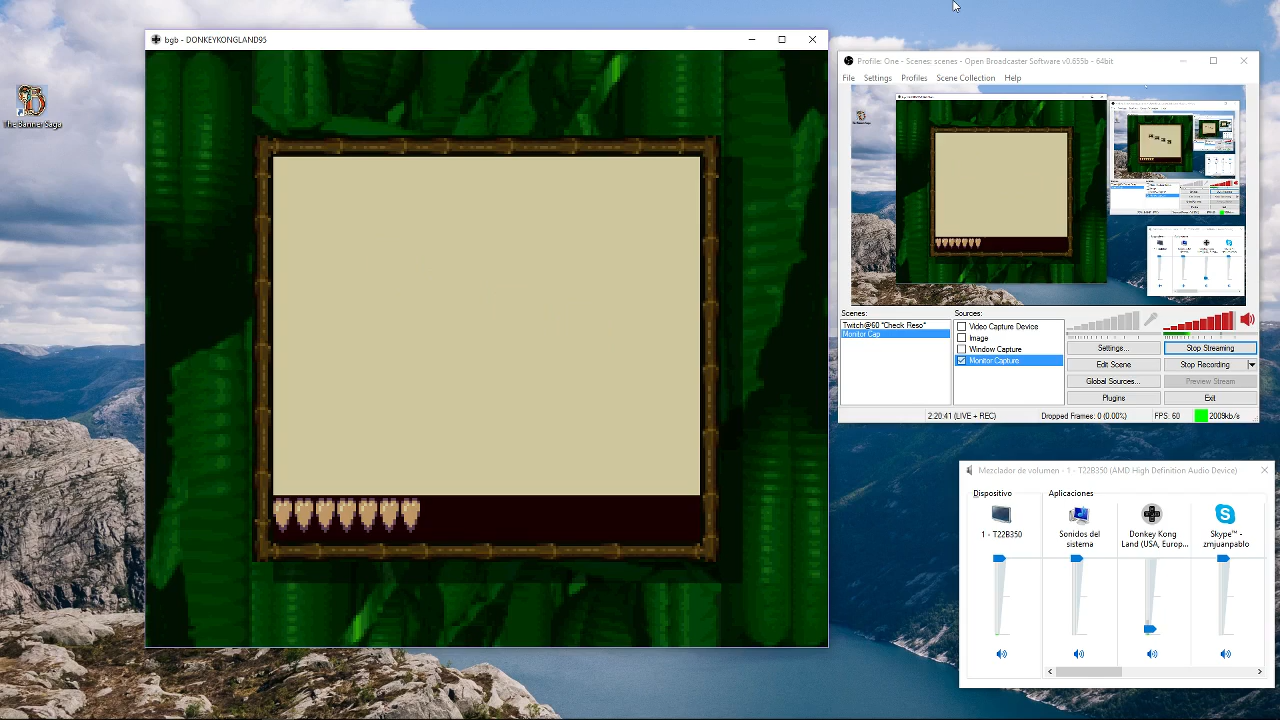 bgb - DONKEYKONGLAND95
The Banner Saga
Profile: One - Scenes: scenes - Open Broadcaster Software v0.655b - 64bit
File Settings Profiles Scene Collection Help
Scenes:
Twitch@60 "Check Reso"
Monitor Cap
Sources:
Video Capture Device
Image
Window Capture
Monitor Capture
Settings... Stop Streaming
Edit Scene Stop Recording
Global Sources... Preview Stream
Plugins Exit
2:20:41 (LIVE + REC) Dropped Frames: 0 (0.00%) FPS: 60 2009kb/s
Mezclador de volumen - 1 - T22B350 (AMD High Definition Audio Device)
Dispositivo Aplicaciones
1 - T22B350
Sonidos del
sistema
Donkey Kong
Land (USA, Europ...
Skype™ -
zmjuanpablo